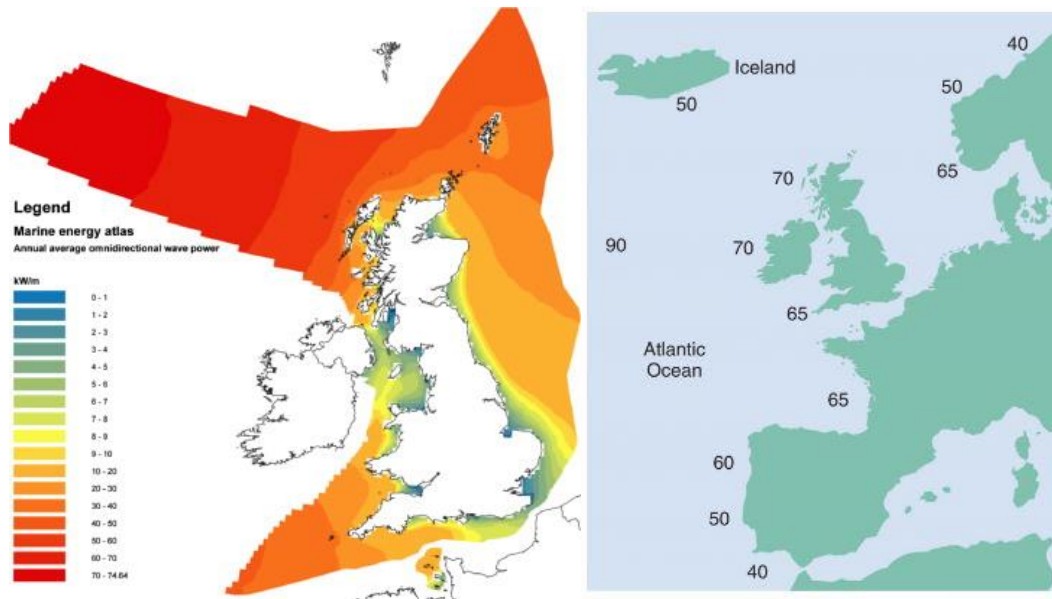 Legend
Marine energy atlas
Annual average omnidirectional wave power
kW/m
0 - 1
1 - 2
2 - 3
3 - 4
4 - 5
5 - 6
6 - 7
7 - 8
8 - 9
9 - 10
10 - 20
20 - 30
30 - 40
40 - 50
50 - 60
60 - 70
70 - 74.64
40
Iceland
50
50
65
70
90
70
65
Atlantic
Ocean
65
60
50
40